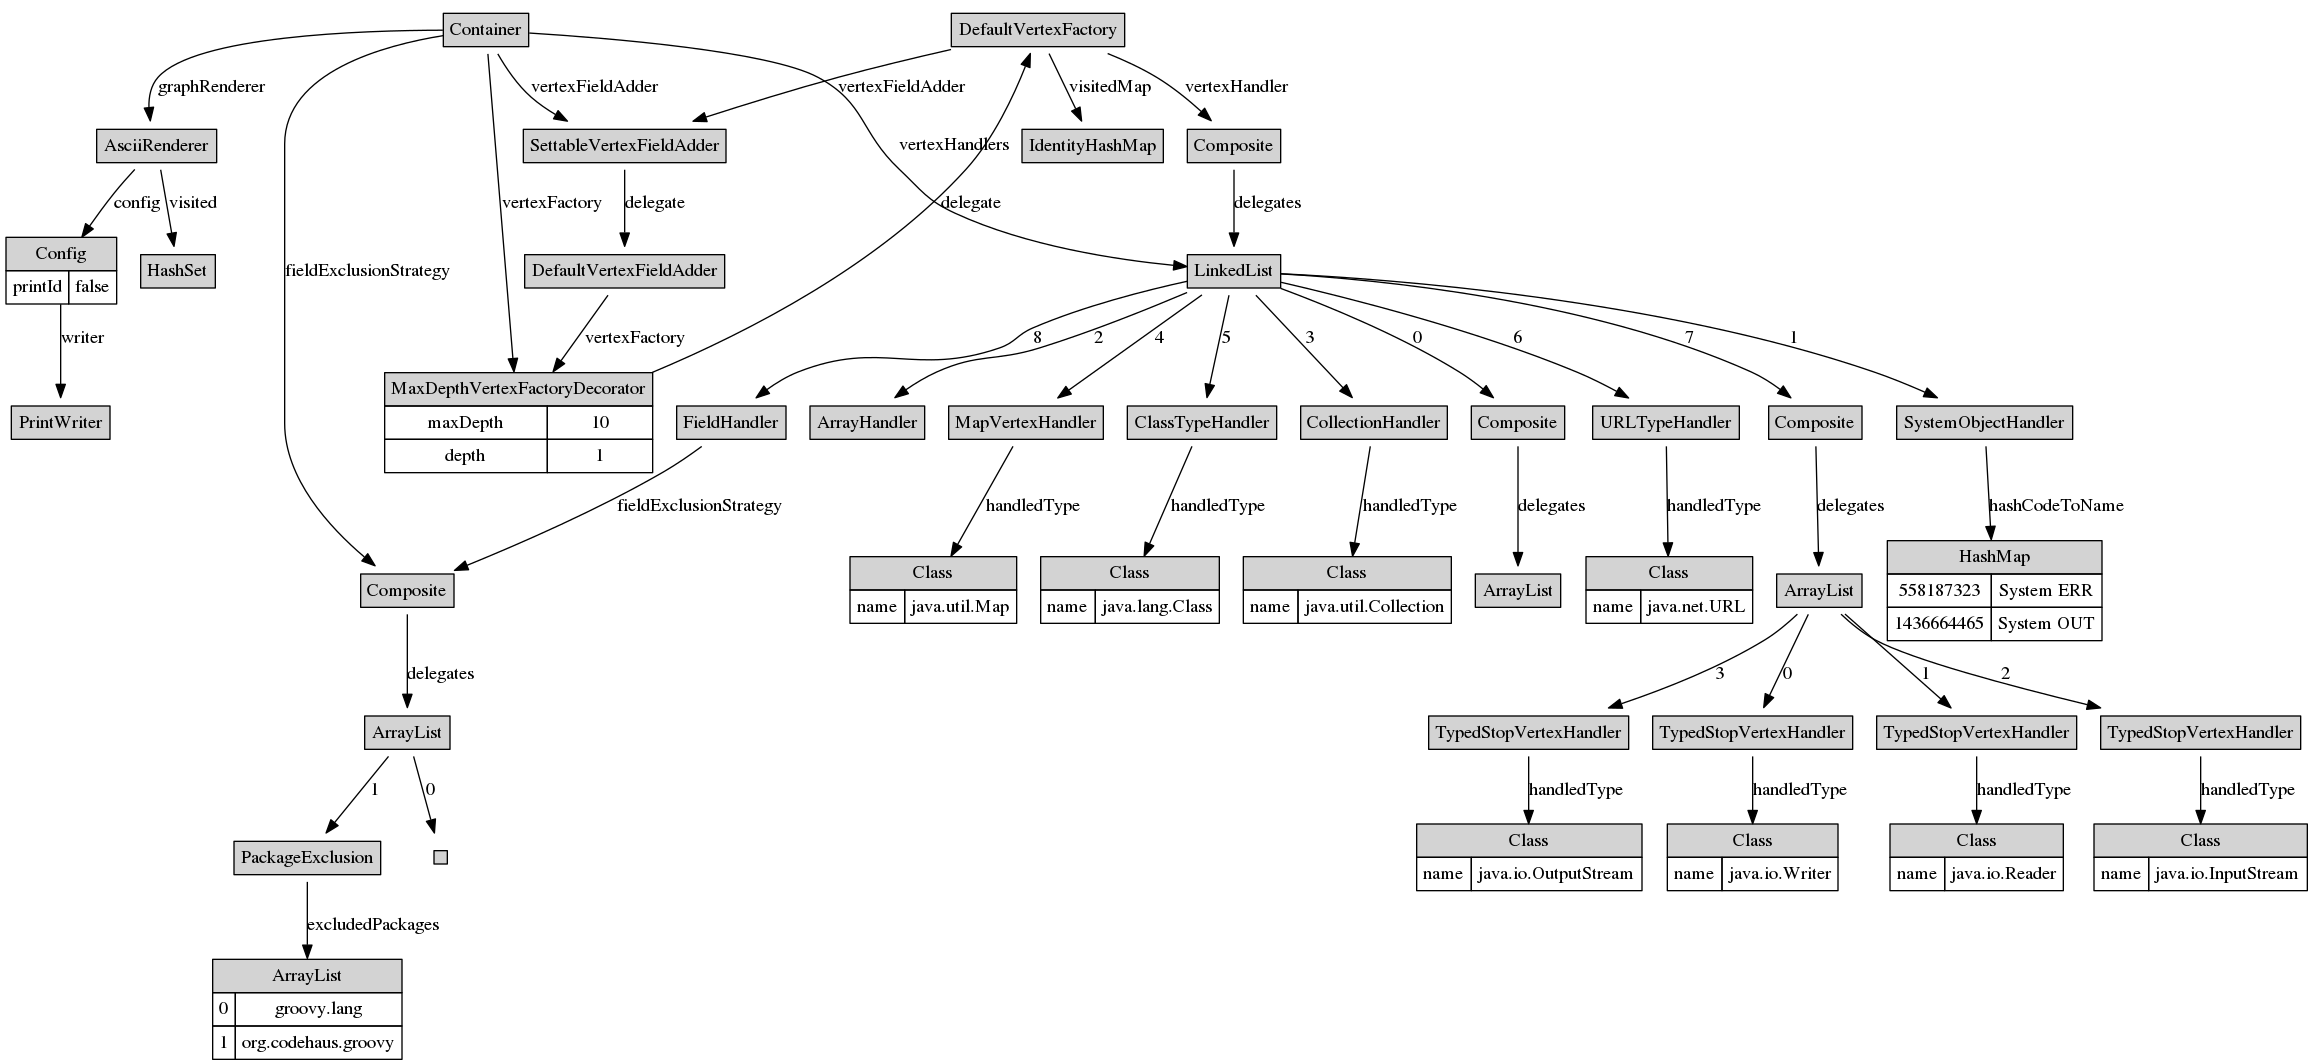 Container
DefaultVertexFactory
graphRenderer
vertexFieldAdder
vertexFieldAdder
visitedMap
vertexHandler
AsciiRenderer
SettableVertexFieldAdder
vertexHandlers
IdentityHashMap
Composite
config
visited
vertexFactory
delegate
delegate
delegates
Config
printId false
HashSet
fieldExclusionStrategy
DefaultVertexFieldAdder
LinkedList
writer
vertexFactory
8
2
4
5
3
0
6
7
1
PrintWriter
MaxDepthVertexFactoryDecorator
maxDepth 10
depth 1
FieldHandler
ArrayHandler
MapVertexHandler
ClassTypeHandler
CollectionHandler
Composite
URLTypeHandler
Composite
SystemObjectHandler
fieldExclusionStrategy
handledType
handledType
handledType
delegates
handledType
delegates
hashCodeToName
Composite
Class
name java.util.Map
Class
name java.lang.Class
Class
name java.util.Collection
ArrayList
Class
name java.net.URL
ArrayList
HashMap
558187323 System ERR
1436664465 System OUT
delegates
3
0
1
2
ArrayList
TypedStopVertexHandler
TypedStopVertexHandler
TypedStopVertexHandler
TypedStopVertexHandler
1
0
handledType
handledType
handledType
handledType
PackageExclusion
Class
name java.io.OutputStream
Class
name java.io.Writer
Class
name java.io.Reader
Class
name java.io.InputStream
excludedPackages
ArrayList
0 groovy.lang
1 org.codehaus.groovy